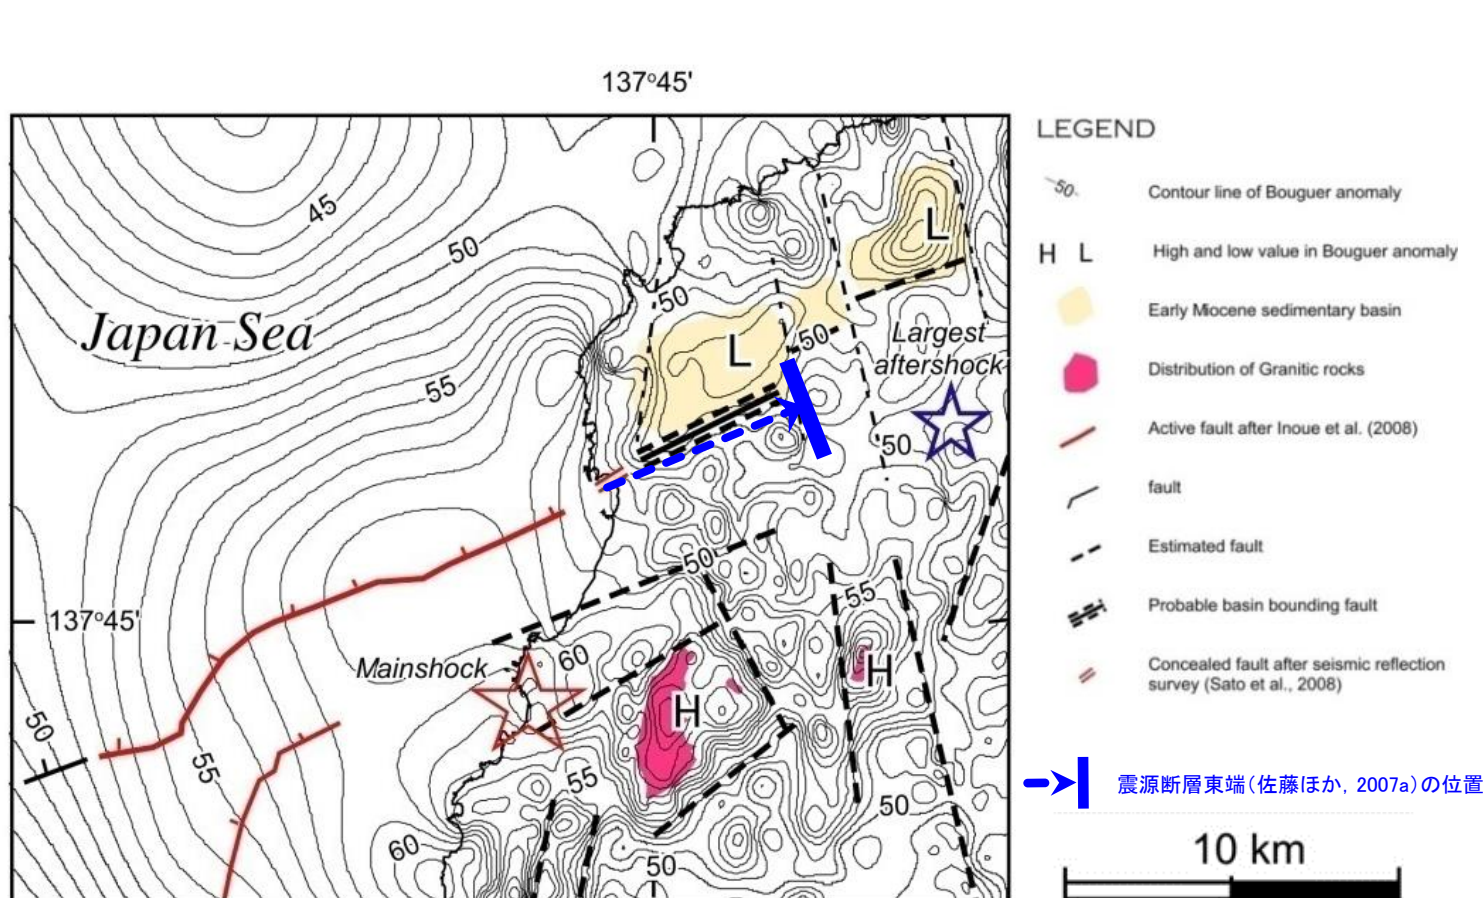 137°45'
45
50
Japan Sea
50
L
50
L
50
Largest
aftershock
55
50
137°45'
50
55
Mainshock
60
H
H
50
55
55
50
60
50
LEGEND
50
Contour line of Bouguer anomaly
H L
High and low value in Bouguer anomaly
Early Miocene sedimentary basin
Distribution of Granitic rocks
Active fault after Inoue et al. (2008)
fault
Estimated fault
Probable basin bounding fault
Concealed fault after seismic reflection
survey (Sato et al., 2008)
震源断層東端(佐藤ほか, 2007a)の位置
10 km